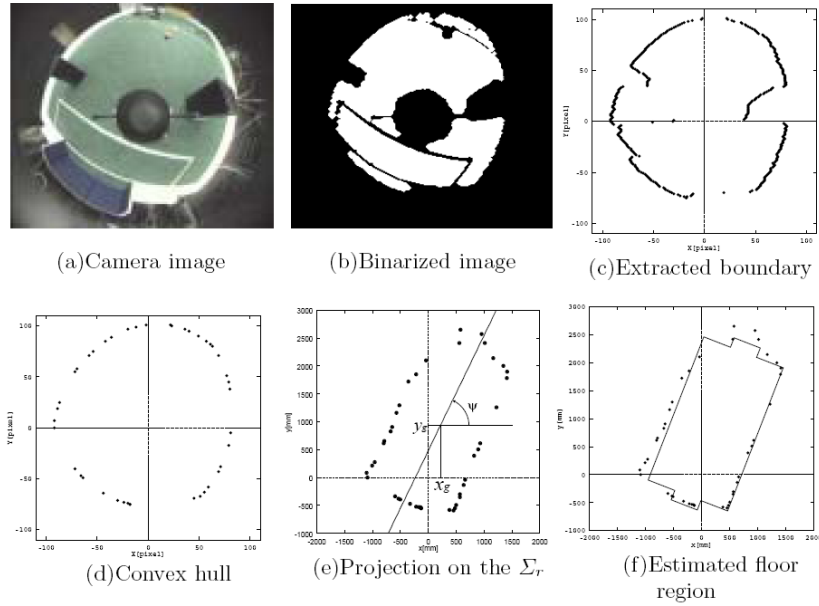 (a)Camera image
(b)Binarized image
100
50
0
-50
-100
Y[pixel]
-100 -50 0 50 100
X[pixel]
(c)Extracted boundary
100
50
0
-50
-100
Y[pixel]
-100 -50 0 50 100
X[pixel]
(d)Convex hull
3000
2500
2000
1500
1000
500
0
-500
-1000
y[mm]
ψ
y_g
x_g
-2000 -1500 -1000 -500 0 500 1000 1500 2000
x[mm]
(e)Projection on the Σ_r
3000
2500
2000
1500
1000
500
0
-500
-1000
y[mm]
-2000 -1500 -1000 -500 0 500 1000 1500 2000
x[mm]
(f)Estimated floor
region